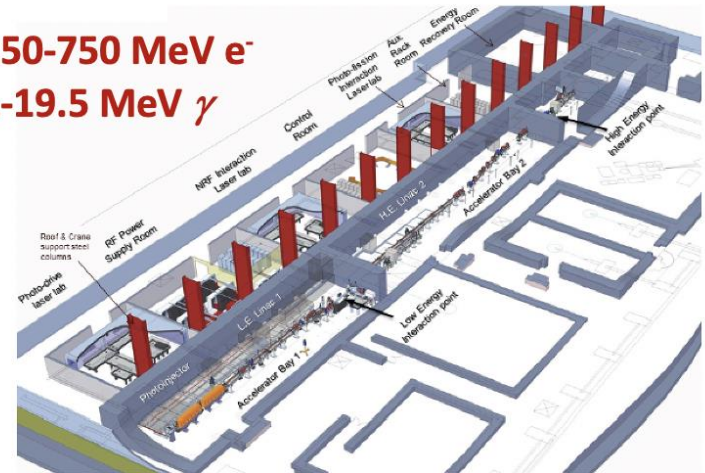 50-750 MeV e-
-19.5 MeV γ
Energy
Recovery Room
Aux.
Rack
Room
Photo-fission
Interaction
Laser lab
Control
Room
NRF Interaction
Laser lab
High Energy
Interaction point
Accelerator Bay 2
H.E. Linac 2
Roof & Crane
support steel
columns
RF Power
Supply Room
Photo-drive
laser lab
L.E. Linac 1
Low Energy
Interaction point
Photoinjector
Accelerator Bay 1